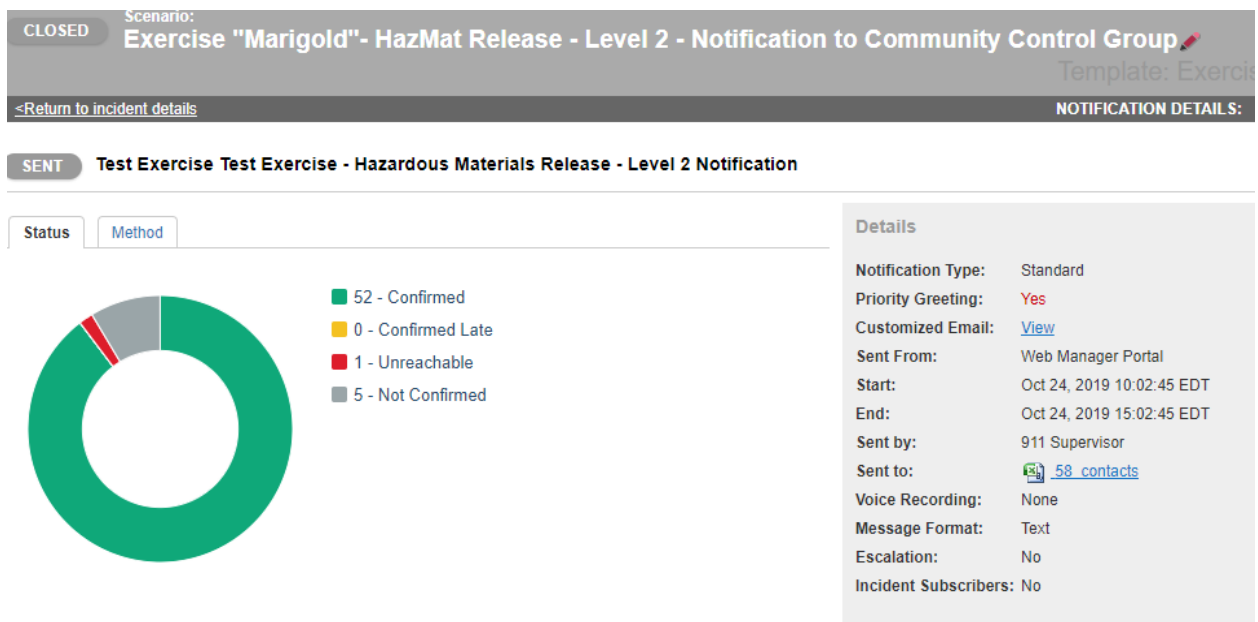 CLOSED
Scenario:
Exercise "Marigold"- HazMat Release - Level 2 - Notification to Community Control Group
Template: Exercis
<Return to incident details
NOTIFICATION DETAILS:
SENT
Test Exercise Test Exercise - Hazardous Materials Release - Level 2 Notification
Status
Method
52 - Confirmed
0 - Confirmed Late
1 - Unreachable
5 - Not Confirmed
Details
Notification Type: Standard
Priority Greeting: Yes
Customized Email: View
Sent From: Web Manager Portal
Start: Oct 24, 2019 10:02:45 EDT
End: Oct 24, 2019 15:02:45 EDT
Sent by: 911 Supervisor
Sent to: 58 contacts
Voice Recording: None
Message Format: Text
Escalation: No
Incident Subscribers: No